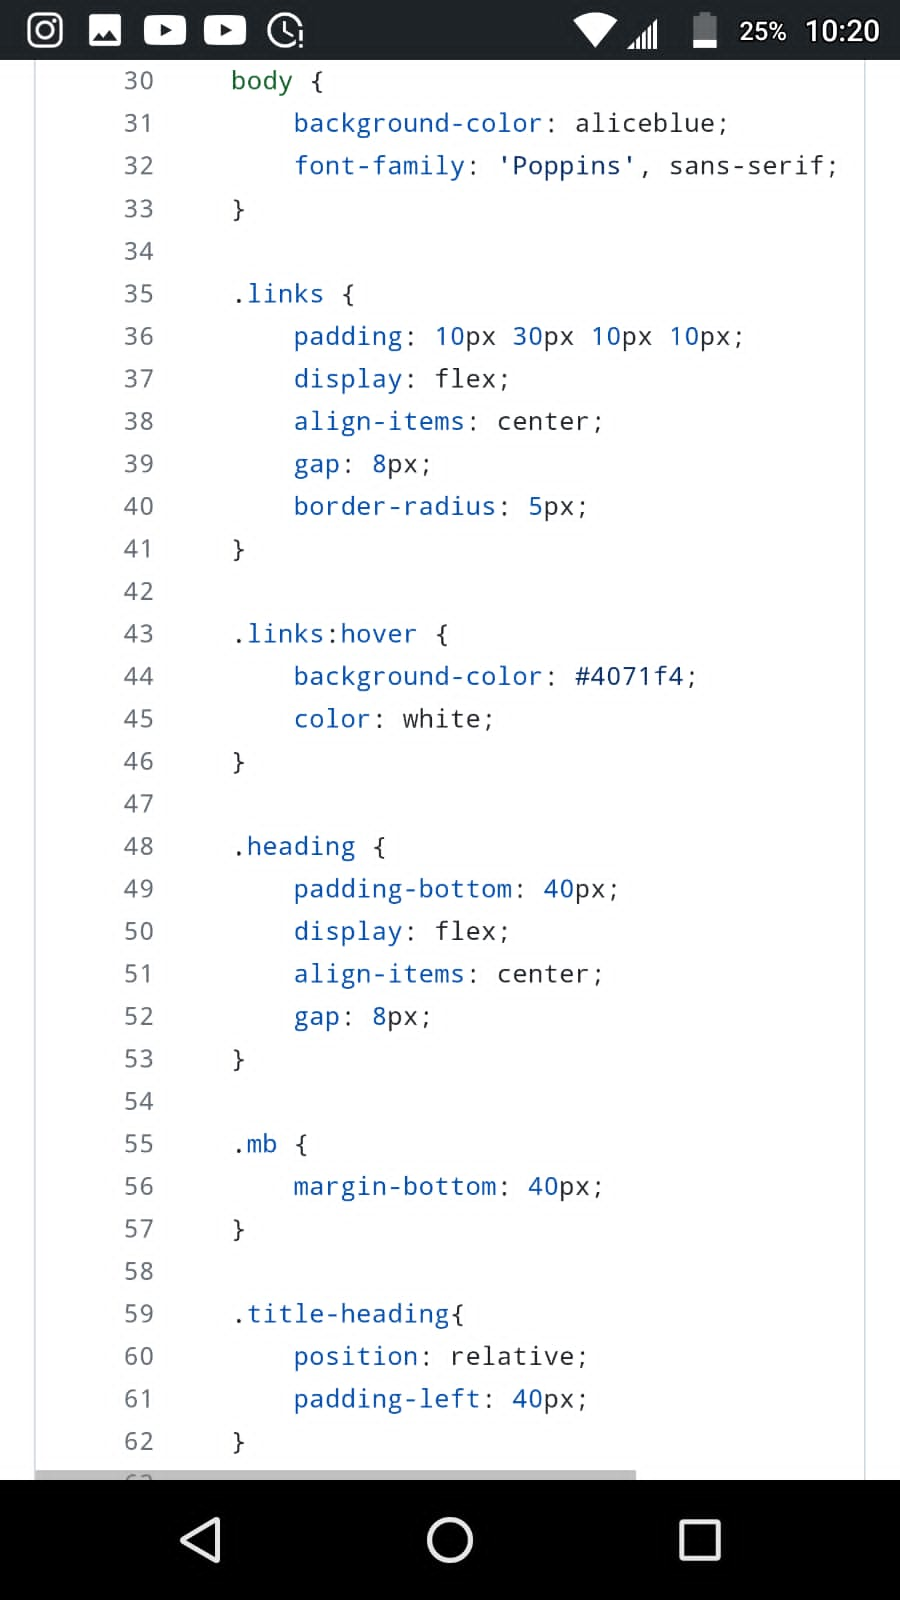 25% 10:20
30 body {
31 background-color: aliceblue;
32 font-family: 'Poppins', sans-serif;
33 }
34
35 .links {
36 padding: 10px 30px 10px 10px;
37 display: flex;
38 align-items: center;
39 gap: 8px;
40 border-radius: 5px;
41 }
42
43 .links:hover {
44 background-color: #4071f4;
45 color: white;
46 }
47
48 .heading {
49 padding-bottom: 40px;
50 display: flex;
51 align-items: center;
52 gap: 8px;
53 }
54
55 .mb {
56 margin-bottom: 40px;
57 }
58
59 .title-heading{
60 position: relative;
61 padding-left: 40px;
62 }